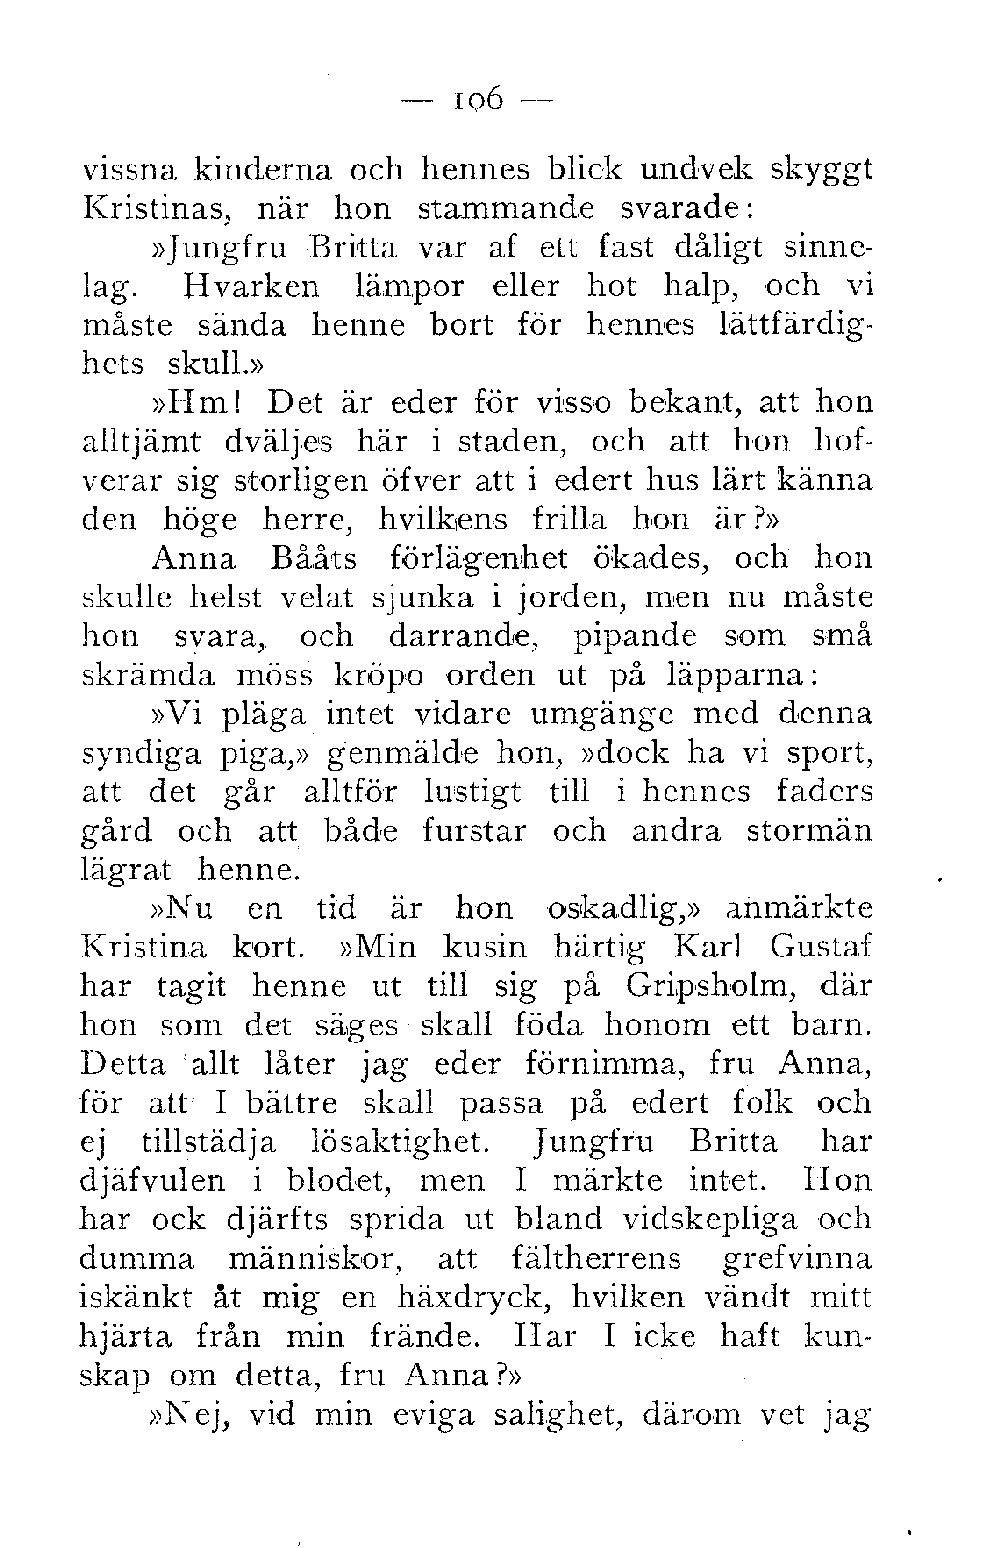 — 106 —
vissna kinderna och hennes blick undvek skyggt
Kristinas, när hon stammande svarade:
»Jungfru Britta var af ett fast dåligt sinne-
lag. Hvarken lämpor eller hot halp, och vi
måste sända henne bort för hennes lättfärdig-
hets skull.»
»Hm! Det är eder för visso bekant, att hon
alltjämt dväljes här i staden, och att hon hof-
verar sig storligen öfver att i edert hus lärt känna
den höge herre, hvilkens frilla hon är?»
Anna Bååts förlägenhet ökades, och hon
skulle helst velat sjunka i jorden, men nu måste
hon svara, och darrande, pipande som små
skrämda möss kröpo orden ut på läpparna:
»Vi pläga intet vidare umgänge med denna
syndiga piga,» genmälde hon, »dock ha vi sport,
att det går alltför lustigt till i hennes faders
gård och att både furstar och andra stormän
lägrat henne.
»Nu en tid är hon oskadlig,» anmärkte
Kristina kort. »Min kusin härtig Karl Gustaf
har tagit henne ut till sig på Gripsholm, där
hon som det säges skall föda honom ett barn.
Detta allt låter jag eder förnimma, fru Anna,
för att I bättre skall passa på edert folk och
ej tillstädja lösaktighet. Jungfru Britta har
djäfvulen i blodet, men I märkte intet. Hon
har ock djärfts sprida ut bland vidskepliga och
dumma människor, att fältherrens grefvinna
iskänkt åt mig en häxdryck, hvilken vändt mitt
hjärta från min frände. Har I icke haft kun-
skap om detta, fru Anna?»
»Nej, vid min eviga salighet, därom vet jag